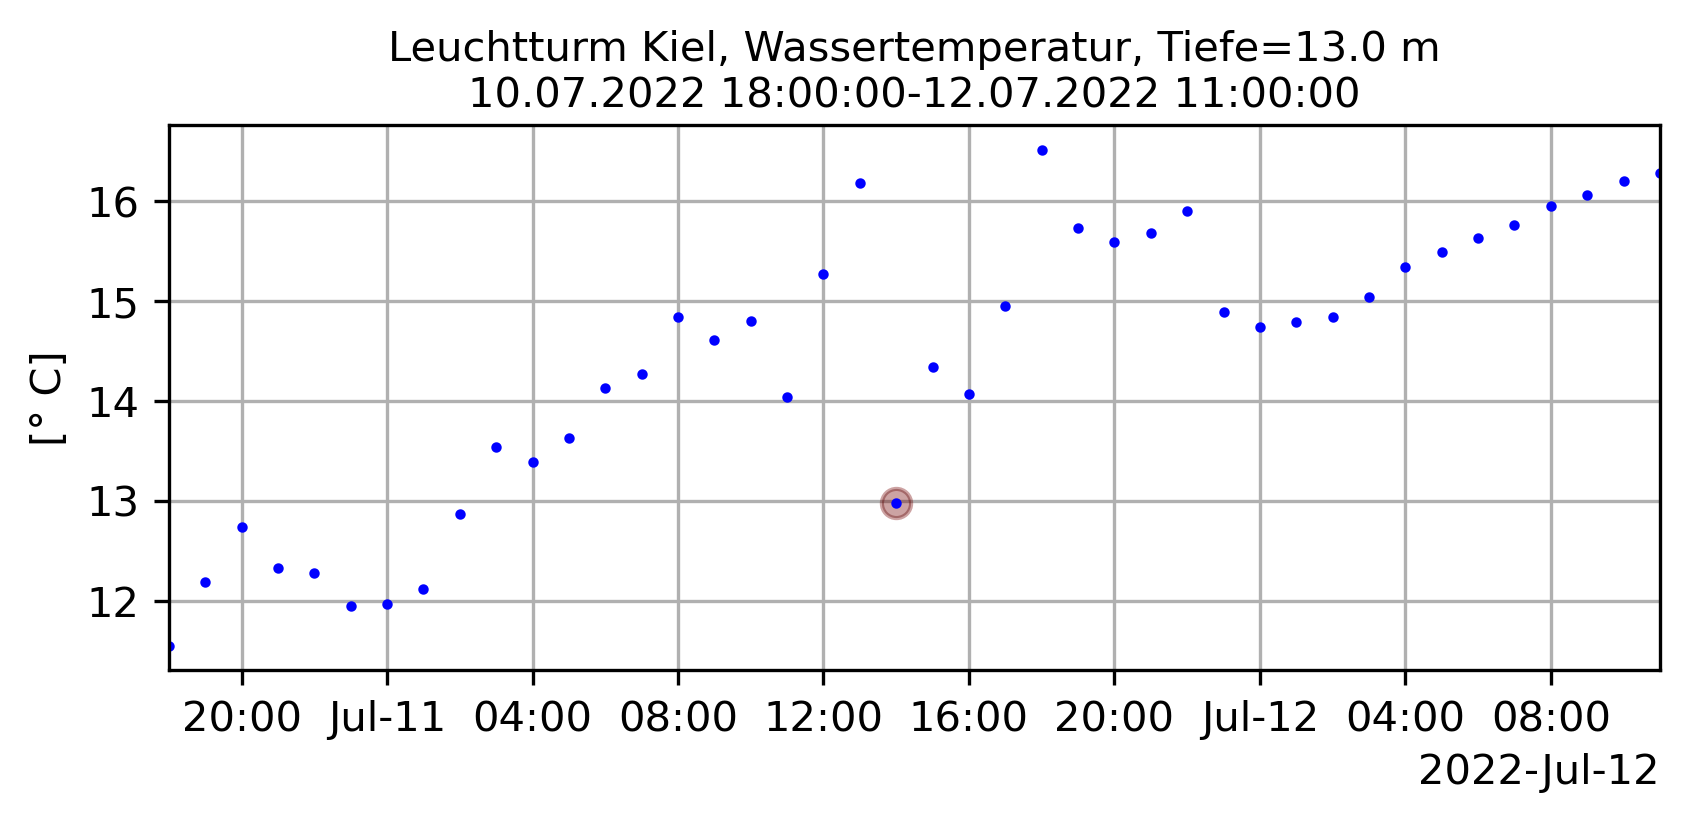 Leuchtturm Kiel, Wassertemperatur, Tiefe=13.0 m
10.07.2022 18:00:00-12.07.2022 11:00:00
[° C]
16
15
14
13
12
20:00 Jul-11 04:00 08:00 12:00 16:00 20:00 Jul-12 04:00 08:00
2022-Jul-12